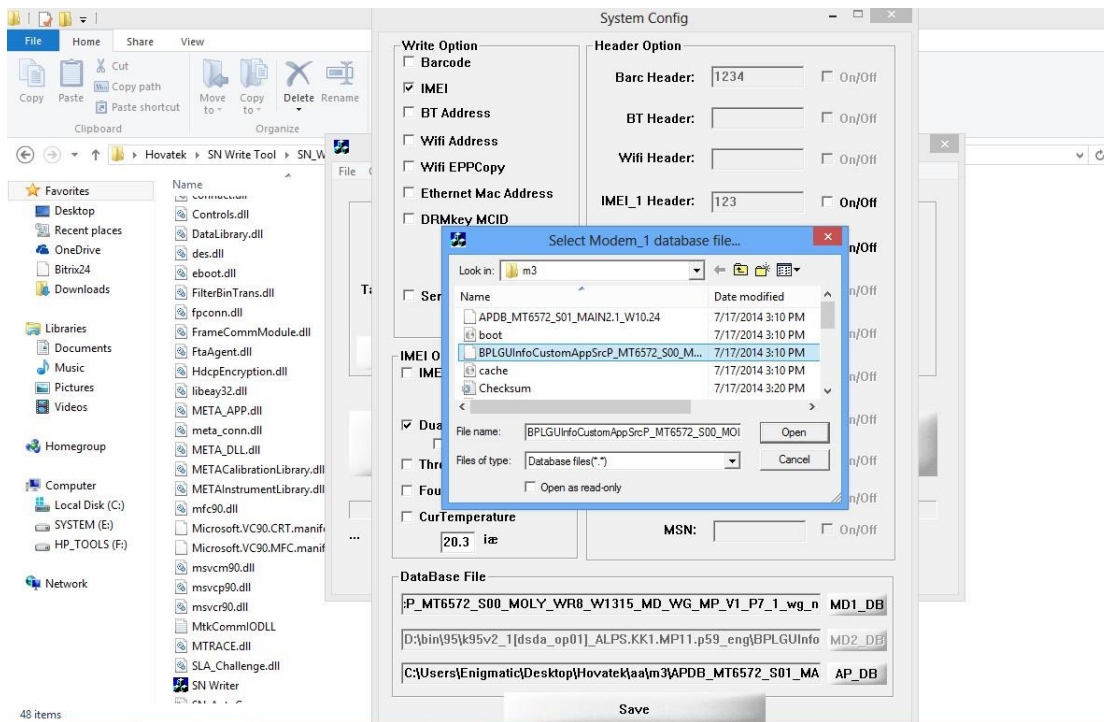 File Home Share View
Cut
Copy path
Paste shortcut
Copy Paste Move to Copy to Delete Rename
Clipboard Organize
Hovatek SN Write Tool SN_W
Favorites
Desktop
Recent places
OneDrive
Bitrix24
Downloads
Libraries
Documents
Music
Pictures
Videos
Homegroup
Computer
Local Disk (C:)
SYSTEM (E:)
HP_TOOLS (F:)
Network
48 items
Name
Controls.dll
DataLibrary.dll
des.dll
eboot.dll
FilterBinTrans.dll
fpconn.dll
FrameCommModule.dll
FtaAgent.dll
HdcpEncryption.dll
libeay32.dll
META_APP.dll
meta_conn.dll
META_DLL.dll
METACalibrationLibrary.dll
METAInstrumentLibrary.dll
mfc90.dll
Microsoft.VC90.CRT.manife
Microsoft.VC90.MFC.manif
msvcm90.dll
msvcp90.dll
msvcr90.dll
MtkCommIODLL
MTRACE.dll
SLA_Challenge.dll
SN Writer
File
...
System Config
Write Option
Barcode
IMEI
BT Address
Wifi Address
Wifi EPPCopy
Ethernet Mac Address
DRMkey MCID
Ser
Header Option
Barc Header: 1234 On/Off
BT Header: On/Off
Wifi Header: On/Off
IMEI_1 Header: 123 On/Off
n/Off
n/Off
n/Off
n/Off
n/Off
n/Off
n/Off
MSN: On/Off
IMEI O
IME
Dua
Thre
Fou
CurTemperature
20.3 iæ
Select Modem_1 database file...
Look in: m3
Name Date modified
APDB_MT6572_S01_MAIN2.1_W10.24 7/17/2014 3:10 PM
boot 7/17/2014 3:10 PM
BPLGUInfoCustomAppSrcP_MT6572_S00_M... 7/17/2014 3:10 PM
cache 7/17/2014 3:10 PM
Checksum 7/17/2014 3:20 PM
File name: BPLGUInfoCustomAppSrcP_MT6572_S00_MOI Open
Files of type: Database files(*.*) Cancel
Open as read-only
DataBase File
:P_MT6572_S00_MOLY_WR8_W1315_MD_WG_MP_V1_P7_1_wg_n MD1_DB
D:\bin\95\k95v2_1[dsda_op01]_ALPS.KK1.MP11.p59_eng\BPLGUInfo MD2_DB
C:\Users\Enigmatic\Desktop\Hovatek\aa\m3\APDB_MT6572_S01_MA AP_DB
Save